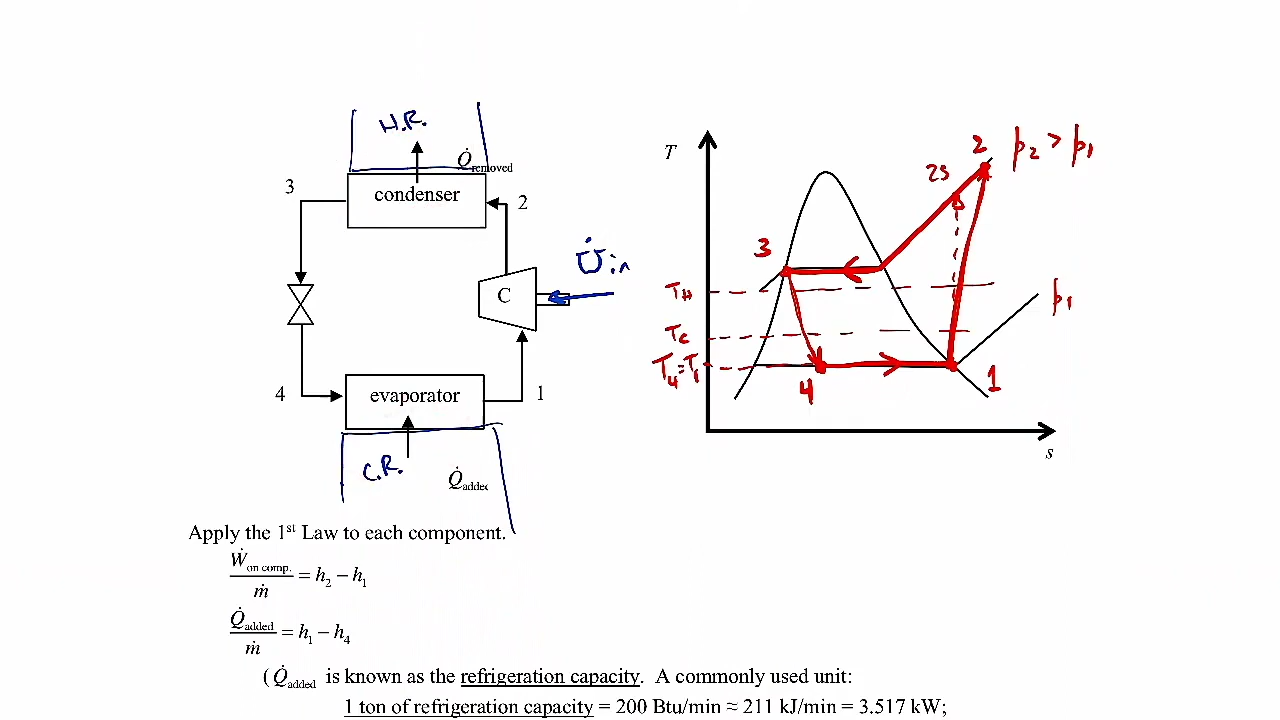 H.R.
Q̇removed
3
condenser
2
Ẇin
C
4
evaporator
1
C.R.
Q̇adde
T
2
p2 > p1
2s
3
TH
p1
TC
T4=T1
4
1
s
Apply the 1st Law to each component.
Ẇon comp. / ṁ = h2 − h1
Q̇added / ṁ = h1 − h4
( Q̇added is known as the refrigeration capacity. A commonly used unit:
1 ton of refrigeration capacity = 200 Btu/min ≈ 211 kJ/min = 3.517 kW;